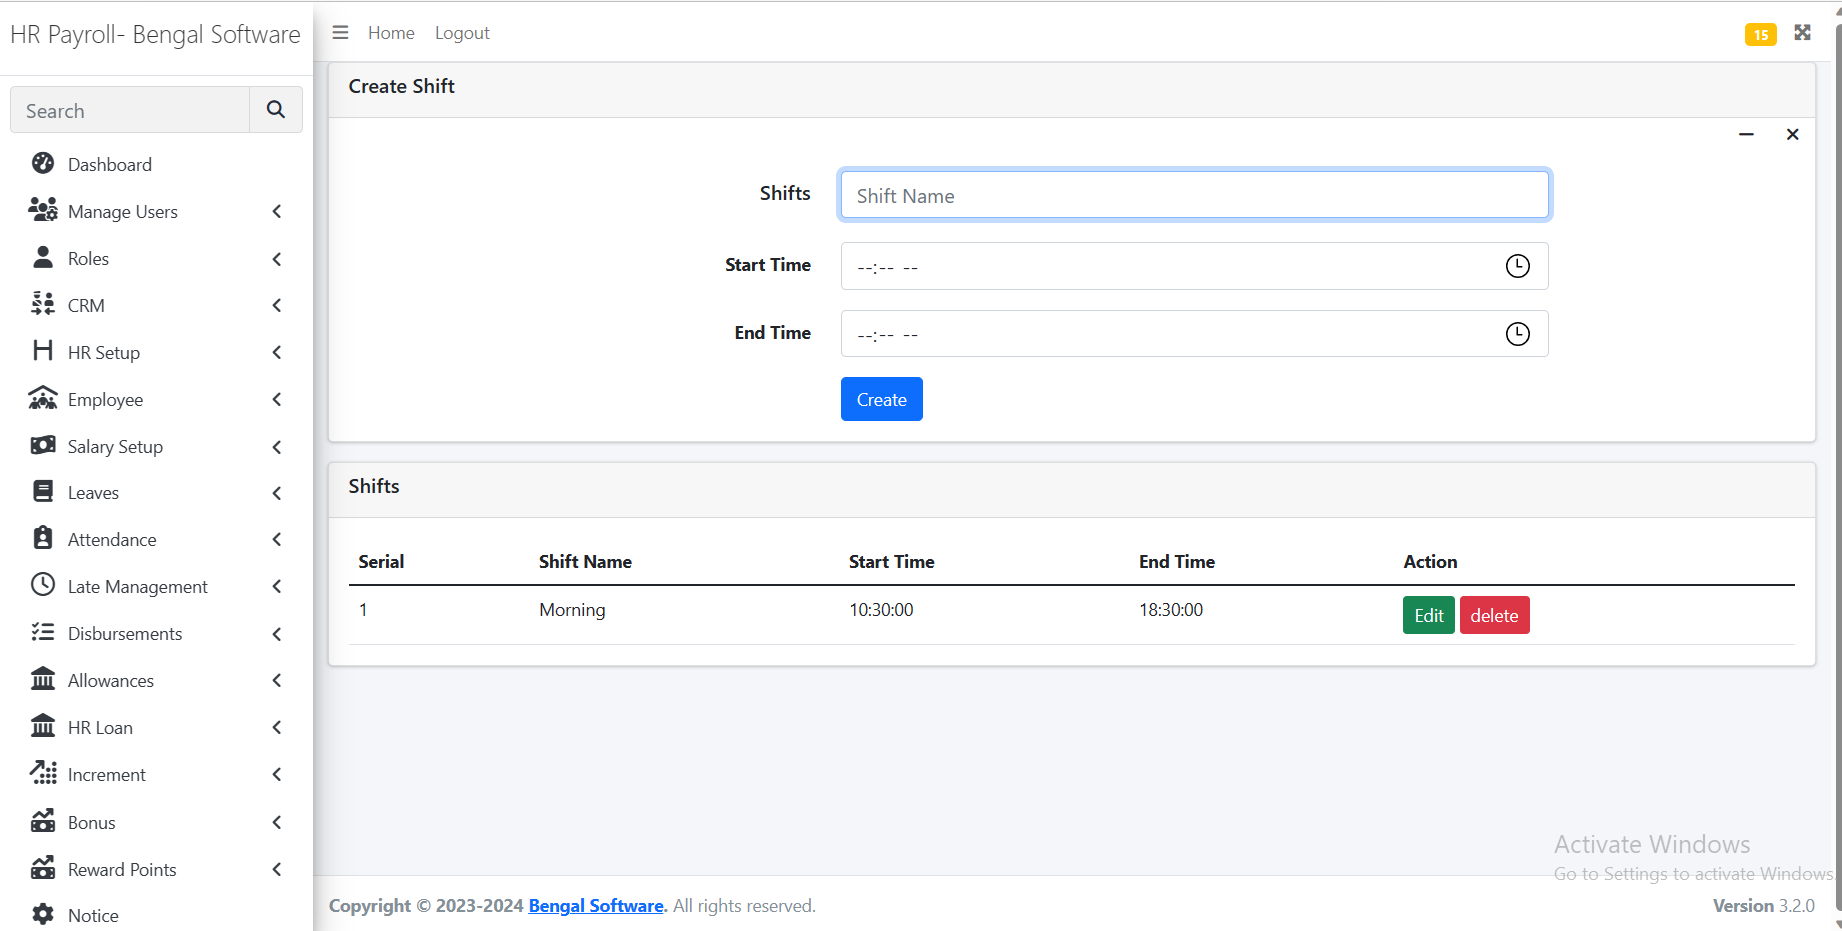 HR Payroll- Bengal Software
Home Logout
15
Search
Dashboard
Manage Users
Roles
CRM
HR Setup
Employee
Salary Setup
Leaves
Attendance
Late Management
Disbursements
Allowances
HR Loan
Increment
Bonus
Reward Points
Notice
Create Shift
Shifts Shift Name
Start Time --:-- --
End Time --:-- --
Create
Shifts
Serial Shift Name Start Time End Time Action
1 Morning 10:30:00 18:30:00 Edit delete
Activate Windows
Go to Settings to activate Windows.
Copyright © 2023-2024 Bengal Software. All rights reserved. Version 3.2.0